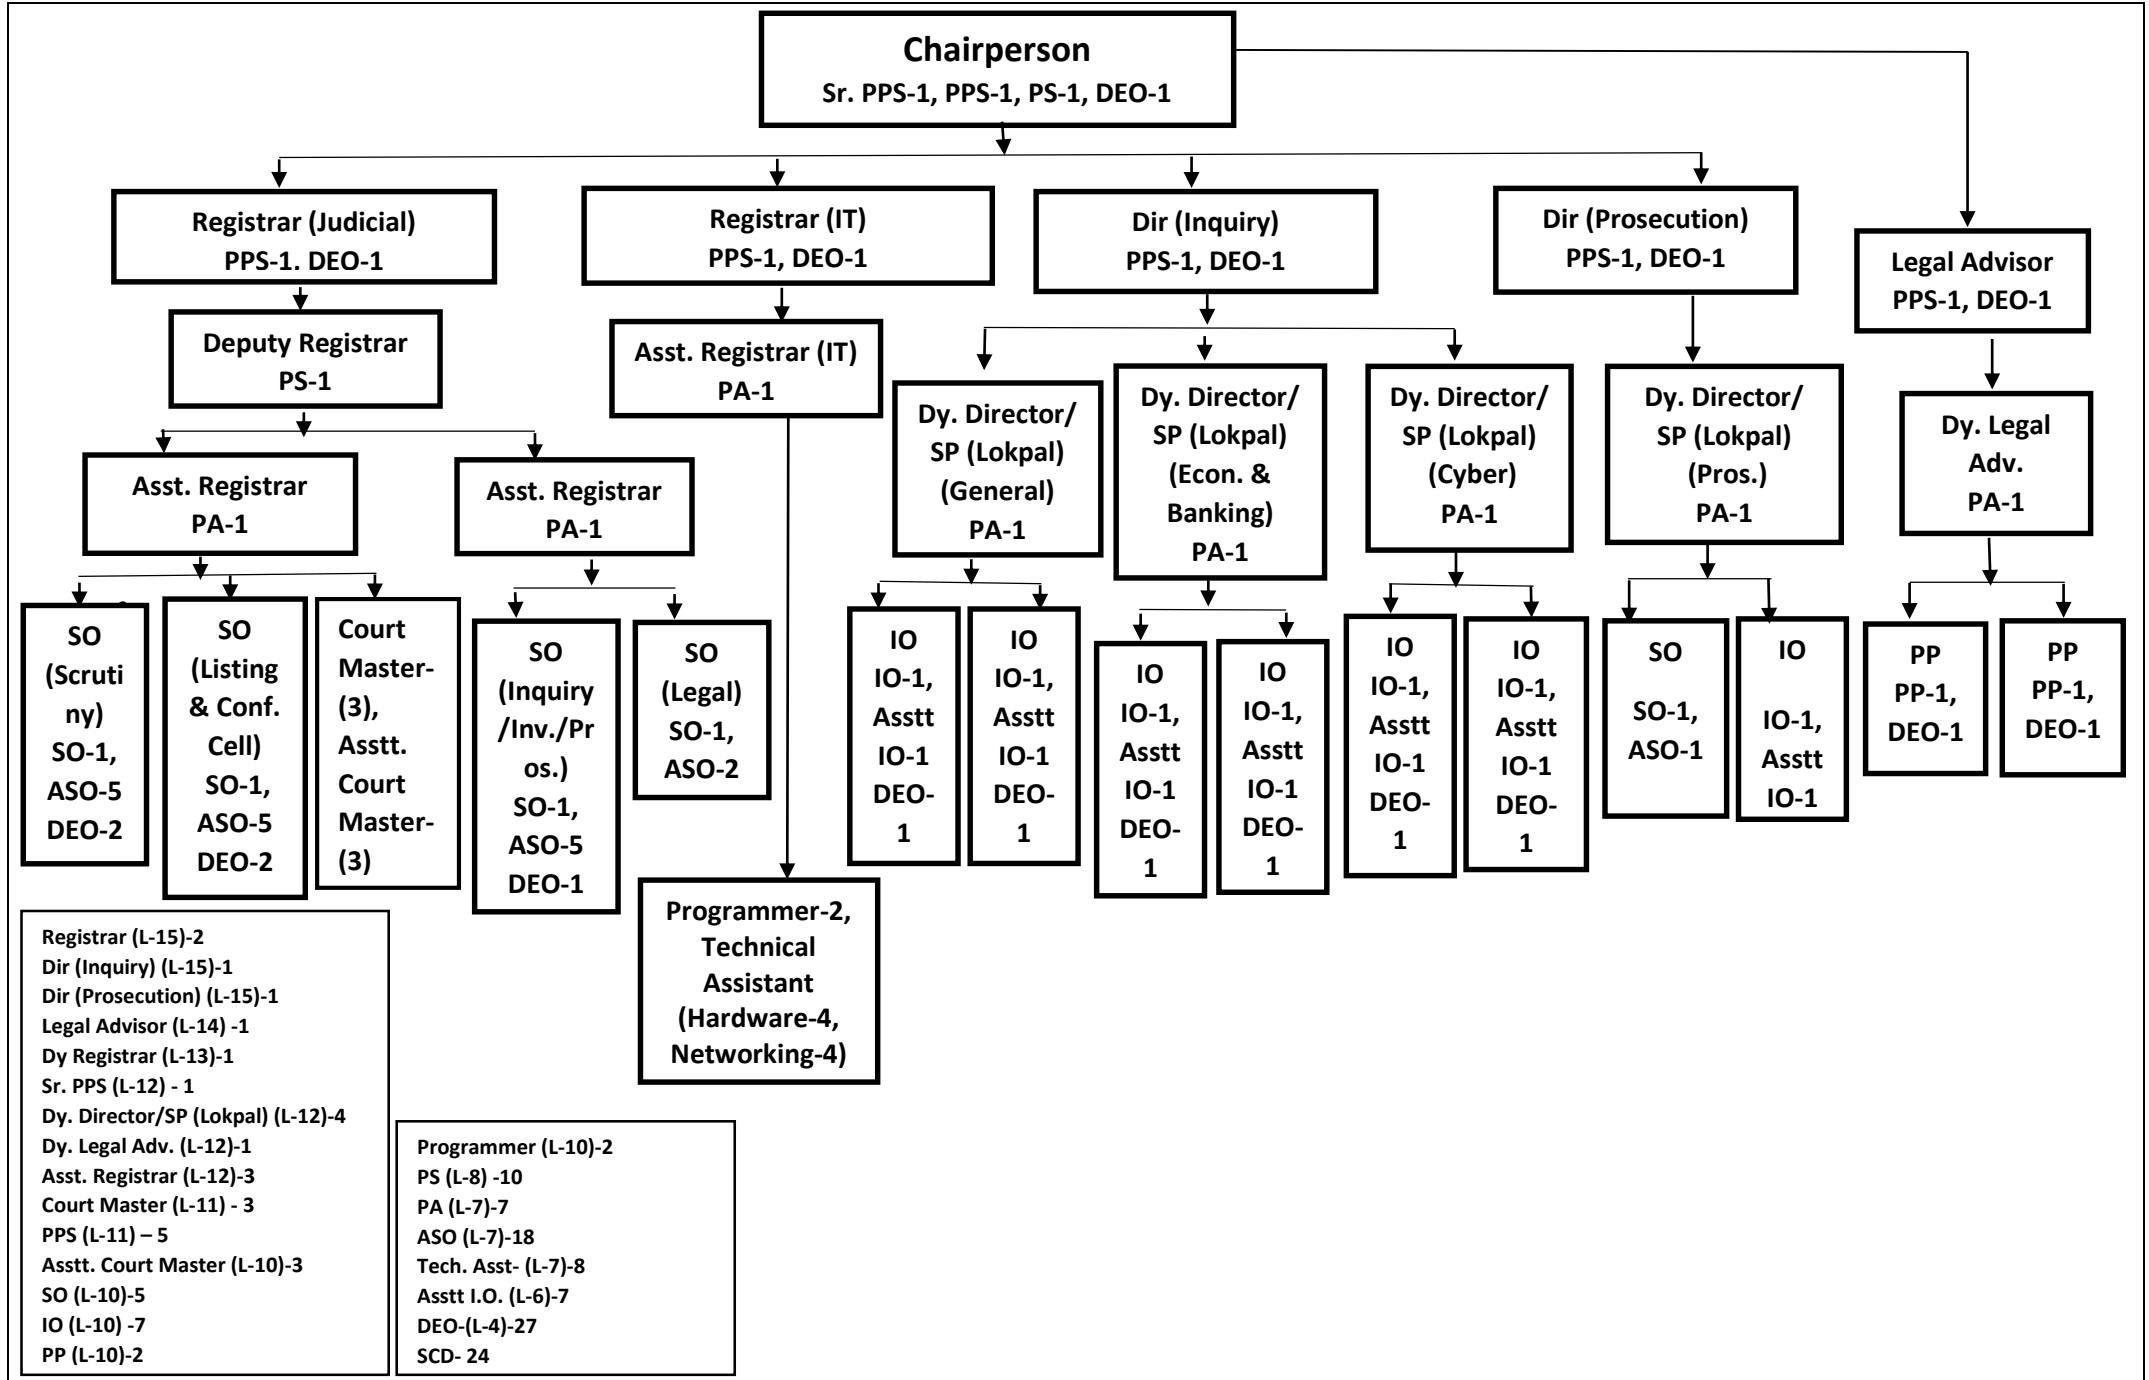 Chairperson
Sr. PPS-1, PPS-1, PS-1, DEO-1
Registrar (Judicial)
PPS-1. DEO-1
Registrar (IT)
PPS-1, DEO-1
Dir (Inquiry)
PPS-1, DEO-1
Dir (Prosecution)
PPS-1, DEO-1
Legal Advisor
PPS-1, DEO-1
Deputy Registrar
PS-1
Asst. Registrar (IT)
PA-1
Dy. Director/
SP (Lokpal)
(General)
PA-1
Dy. Director/
SP (Lokpal)
(Econ. &
Banking)
PA-1
Dy. Director/
SP (Lokpal)
(Cyber)
PA-1
Dy. Director/
SP (Lokpal)
(Pros.)
PA-1
Dy. Legal
Adv.
PA-1
Asst. Registrar
PA-1
Asst. Registrar
PA-1
SO
(Scruti
ny)
SO-1,
ASO-5
DEO-2
SO
(Listing
& Conf.
Cell)
SO-1,
ASO-5
DEO-2
Court
Master-
(3),
Asstt.
Court
Master-
(3)
SO
(Inquiry
/Inv./Pr
os.)
SO-1,
ASO-5
DEO-1
SO
(Legal)
SO-1,
ASO-2
IO
IO-1,
Asstt
IO-1
DEO-
1
IO
IO-1,
Asstt
IO-1
DEO-
1
IO
IO-1,
Asstt
IO-1
DEO-
1
IO
IO-1,
Asstt
IO-1
DEO-
1
IO
IO-1,
Asstt
IO-1
DEO-
1
IO
IO-1,
Asstt
IO-1
DEO-
1
SO
SO-1,
ASO-1
IO
IO-1,
Asstt
IO-1
PP
PP-1,
DEO-1
PP
PP-1,
DEO-1
Programmer-2,
Technical
Assistant
(Hardware-4,
Networking-4)
Registrar (L-15)-2
Dir (Inquiry) (L-15)-1
Dir (Prosecution) (L-15)-1
Legal Advisor (L-14) -1
Dy Registrar (L-13)-1
Sr. PPS (L-12) - 1
Dy. Director/SP (Lokpal) (L-12)-4
Dy. Legal Adv. (L-12)-1
Asst. Registrar (L-12)-3
Court Master (L-11) - 3
PPS (L-11) – 5
Asstt. Court Master (L-10)-3
SO (L-10)-5
IO (L-10) -7
PP (L-10)-2
Programmer (L-10)-2
PS (L-8) -10
PA (L-7)-7
ASO (L-7)-18
Tech. Asst- (L-7)-8
Asstt I.O. (L-6)-7
DEO-(L-4)-27
SCD- 24